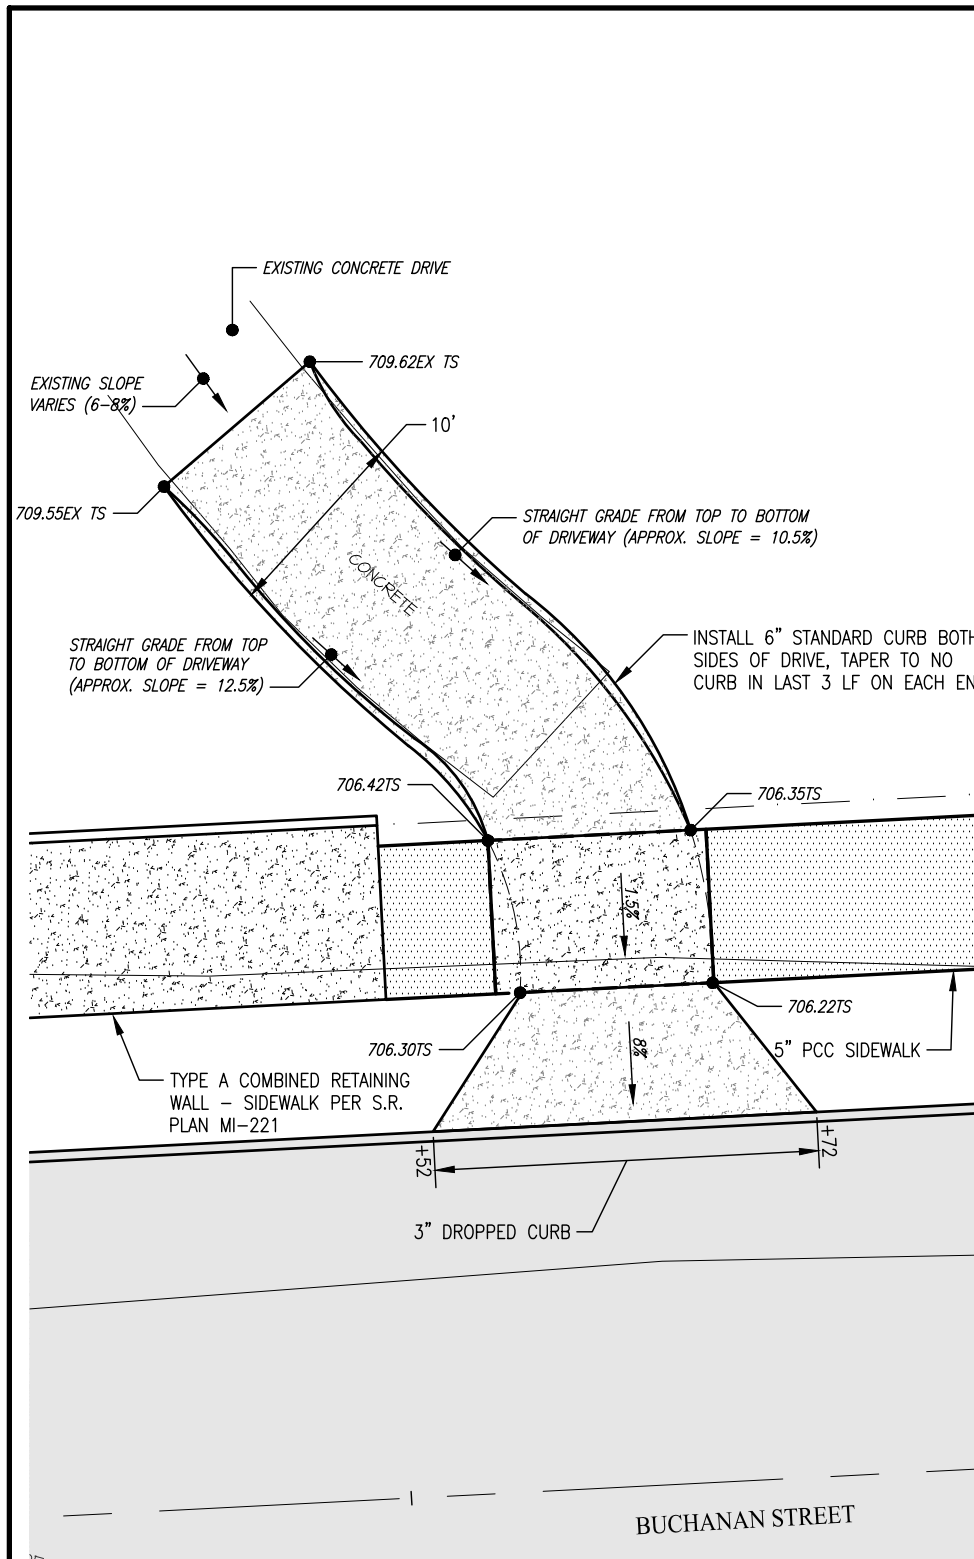 EXISTING CONCRETE DRIVE
709.62EX TS
EXISTING SLOPE
VARIES (6-8%)
10'
709.55EX TS
STRAIGHT GRADE FROM TOP TO BOTTOM
OF DRIVEWAY (APPROX. SLOPE = 10.5%)
CONCRETE
STRAIGHT GRADE FROM TOP
TO BOTTOM OF DRIVEWAY
(APPROX. SLOPE = 12.5%)
INSTALL 6" STANDARD CURB BOTH
SIDES OF DRIVE, TAPER TO NO
CURB IN LAST 3 LF ON EACH EN
706.42TS
706.35TS
1.5%
706.22TS
706.30TS
8%
5" PCC SIDEWALK
TYPE A COMBINED RETAINING
WALL - SIDEWALK PER S.R.
PLAN MI-221
+52
+72
3" DROPPED CURB
BUCHANAN STREET